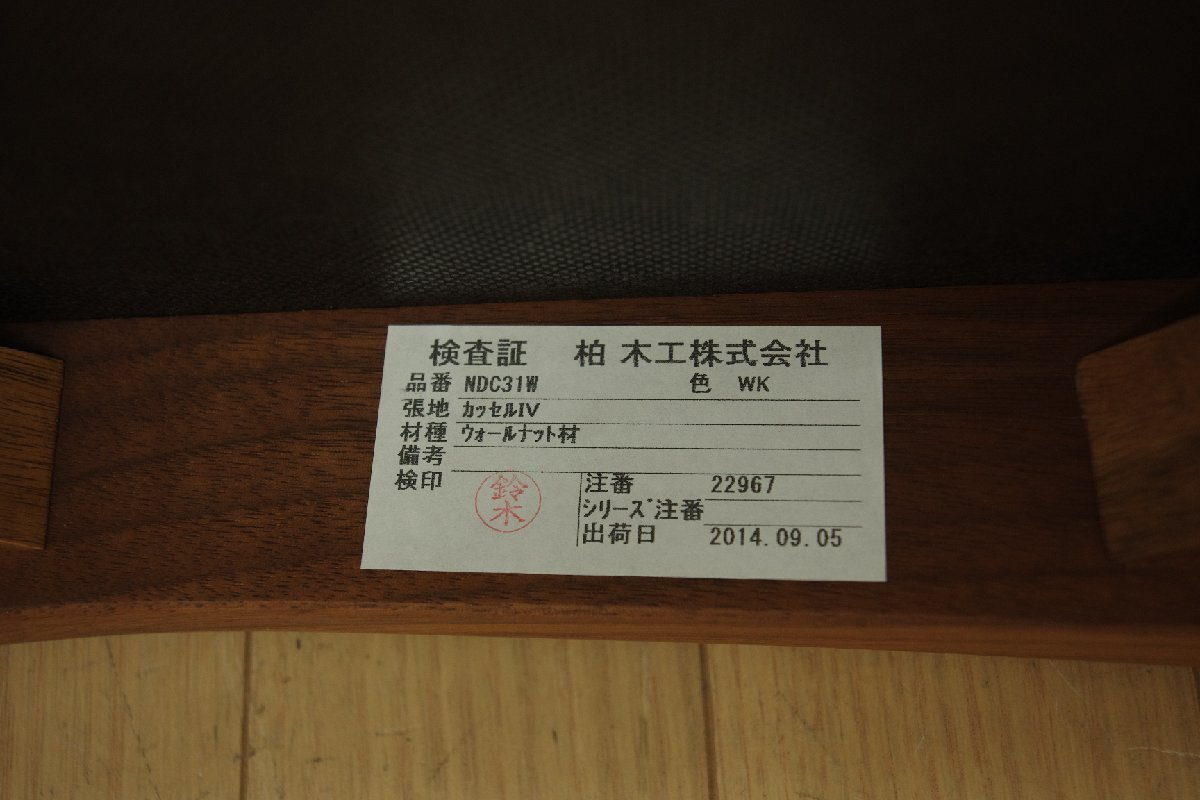 検査証 柏木工株式会社
品番 NDC31W 色 WK
張地 カッセルIV
材種 ウォールナット材
備考
検印 鈴木
注番 22967
シリーズ注番
出荷日 2014.09.05